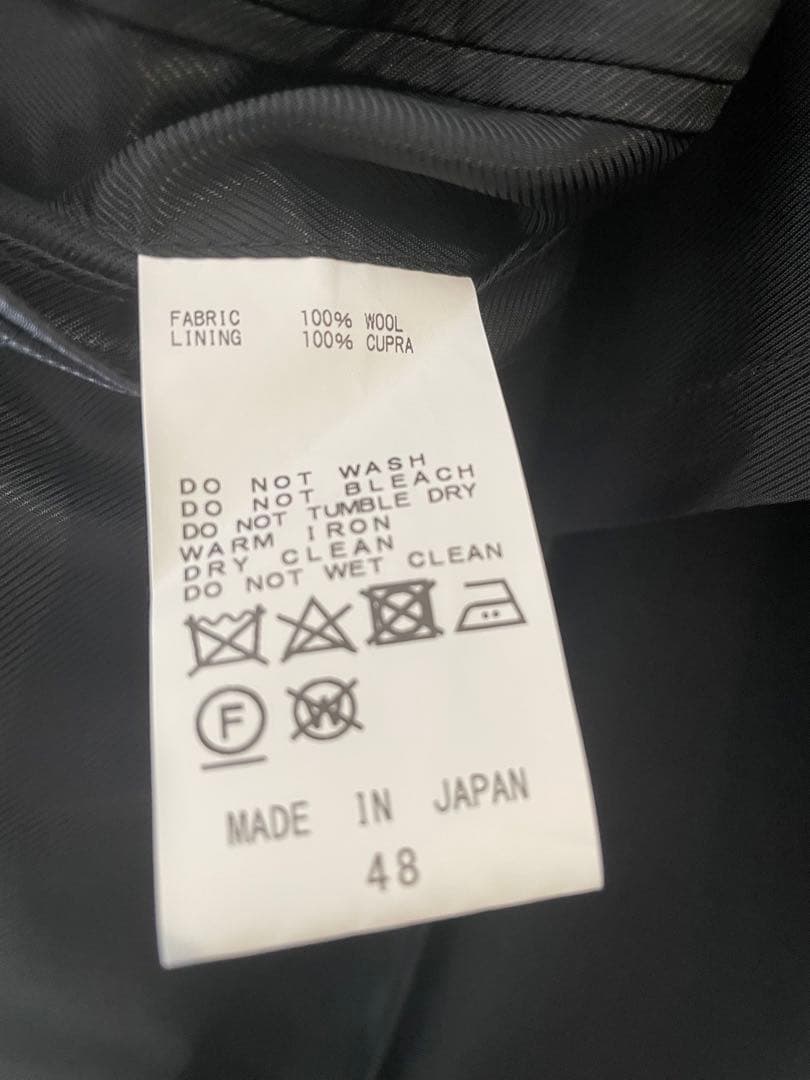 FABRIC 100% WOOL
LINING 100% CUPRA
DO NOT WASH
DO NOT BLEACH
DO NOT TUMBLE DRY
WARM IRON
DRY CLEAN
DO NOT WET CLEAN
F W
MADE IN JAPAN
48